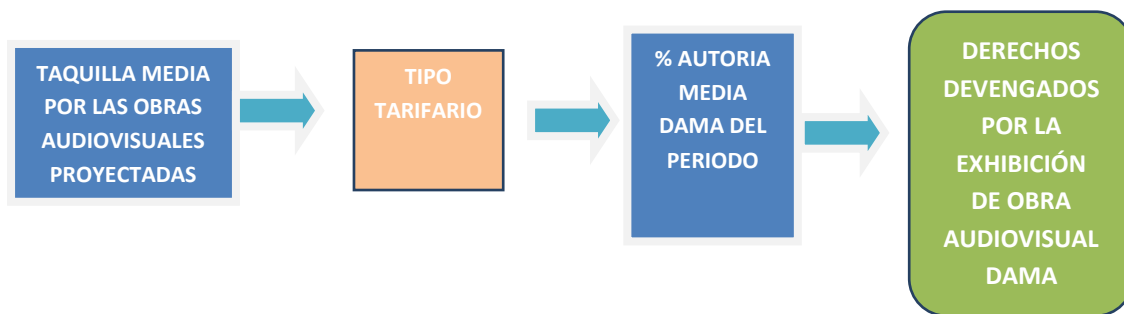 TAQUILLA MEDIA
POR LAS OBRAS
AUDIOVISUALES
PROYECTADAS
TIPO
TARIFARIO
% AUTORIA
MEDIA
DAMA DEL
PERIODO
DERECHOS
DEVENGADOS
POR LA
EXHIBICIÓN
DE OBRA
AUDIOVISUAL
DAMA